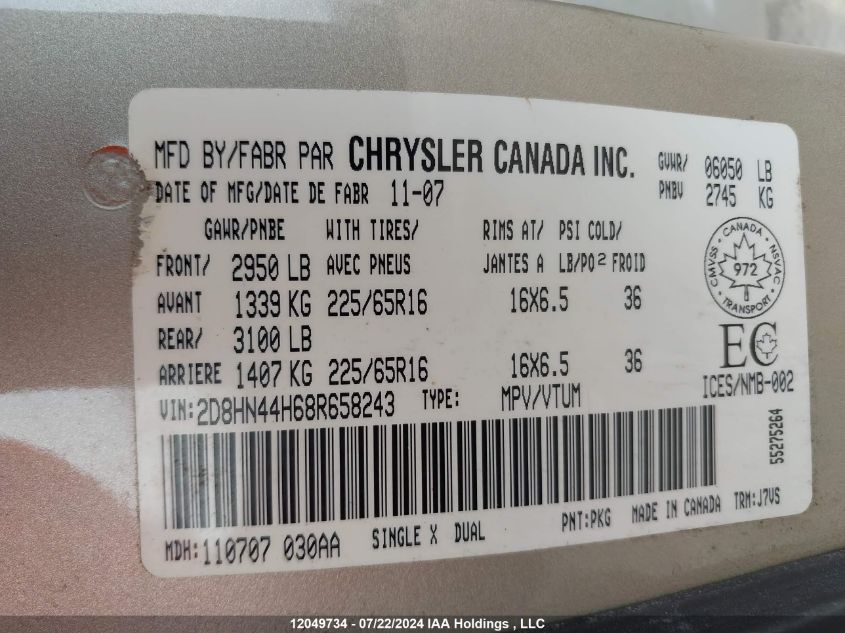 MFD BY/FABR PAR CHRYSLER CANADA INC. GVWR/ 06050 LB
DATE OF MFG/DATE DE FABR 11-07 PNBV 2745 KG
GAWR/PNBE WITH TIRES/ RIMS AT/ PSI COLD/
FRONT/ 2950 LB AVEC PNEUS JANTES A LB/PO² FROID
AVANT 1339 KG 225/65R16 16X6.5 36
REAR/ 3100 LB
ARRIERE 1407 KG 225/65R16 16X6.5 36
CANADA
CMVSS 972 NSVAC
TRANSPORT
EC
ICES/NMB-002
VIN:2D8HN44H68R658243 TYPE: MPV/VTUM
55275264
MDH:110707 030AA SINGLE X DUAL PNT:PKG MADE IN CANADA TRM:J7VS
12049734 - 07/22/2024 IAA Holdings , LLC